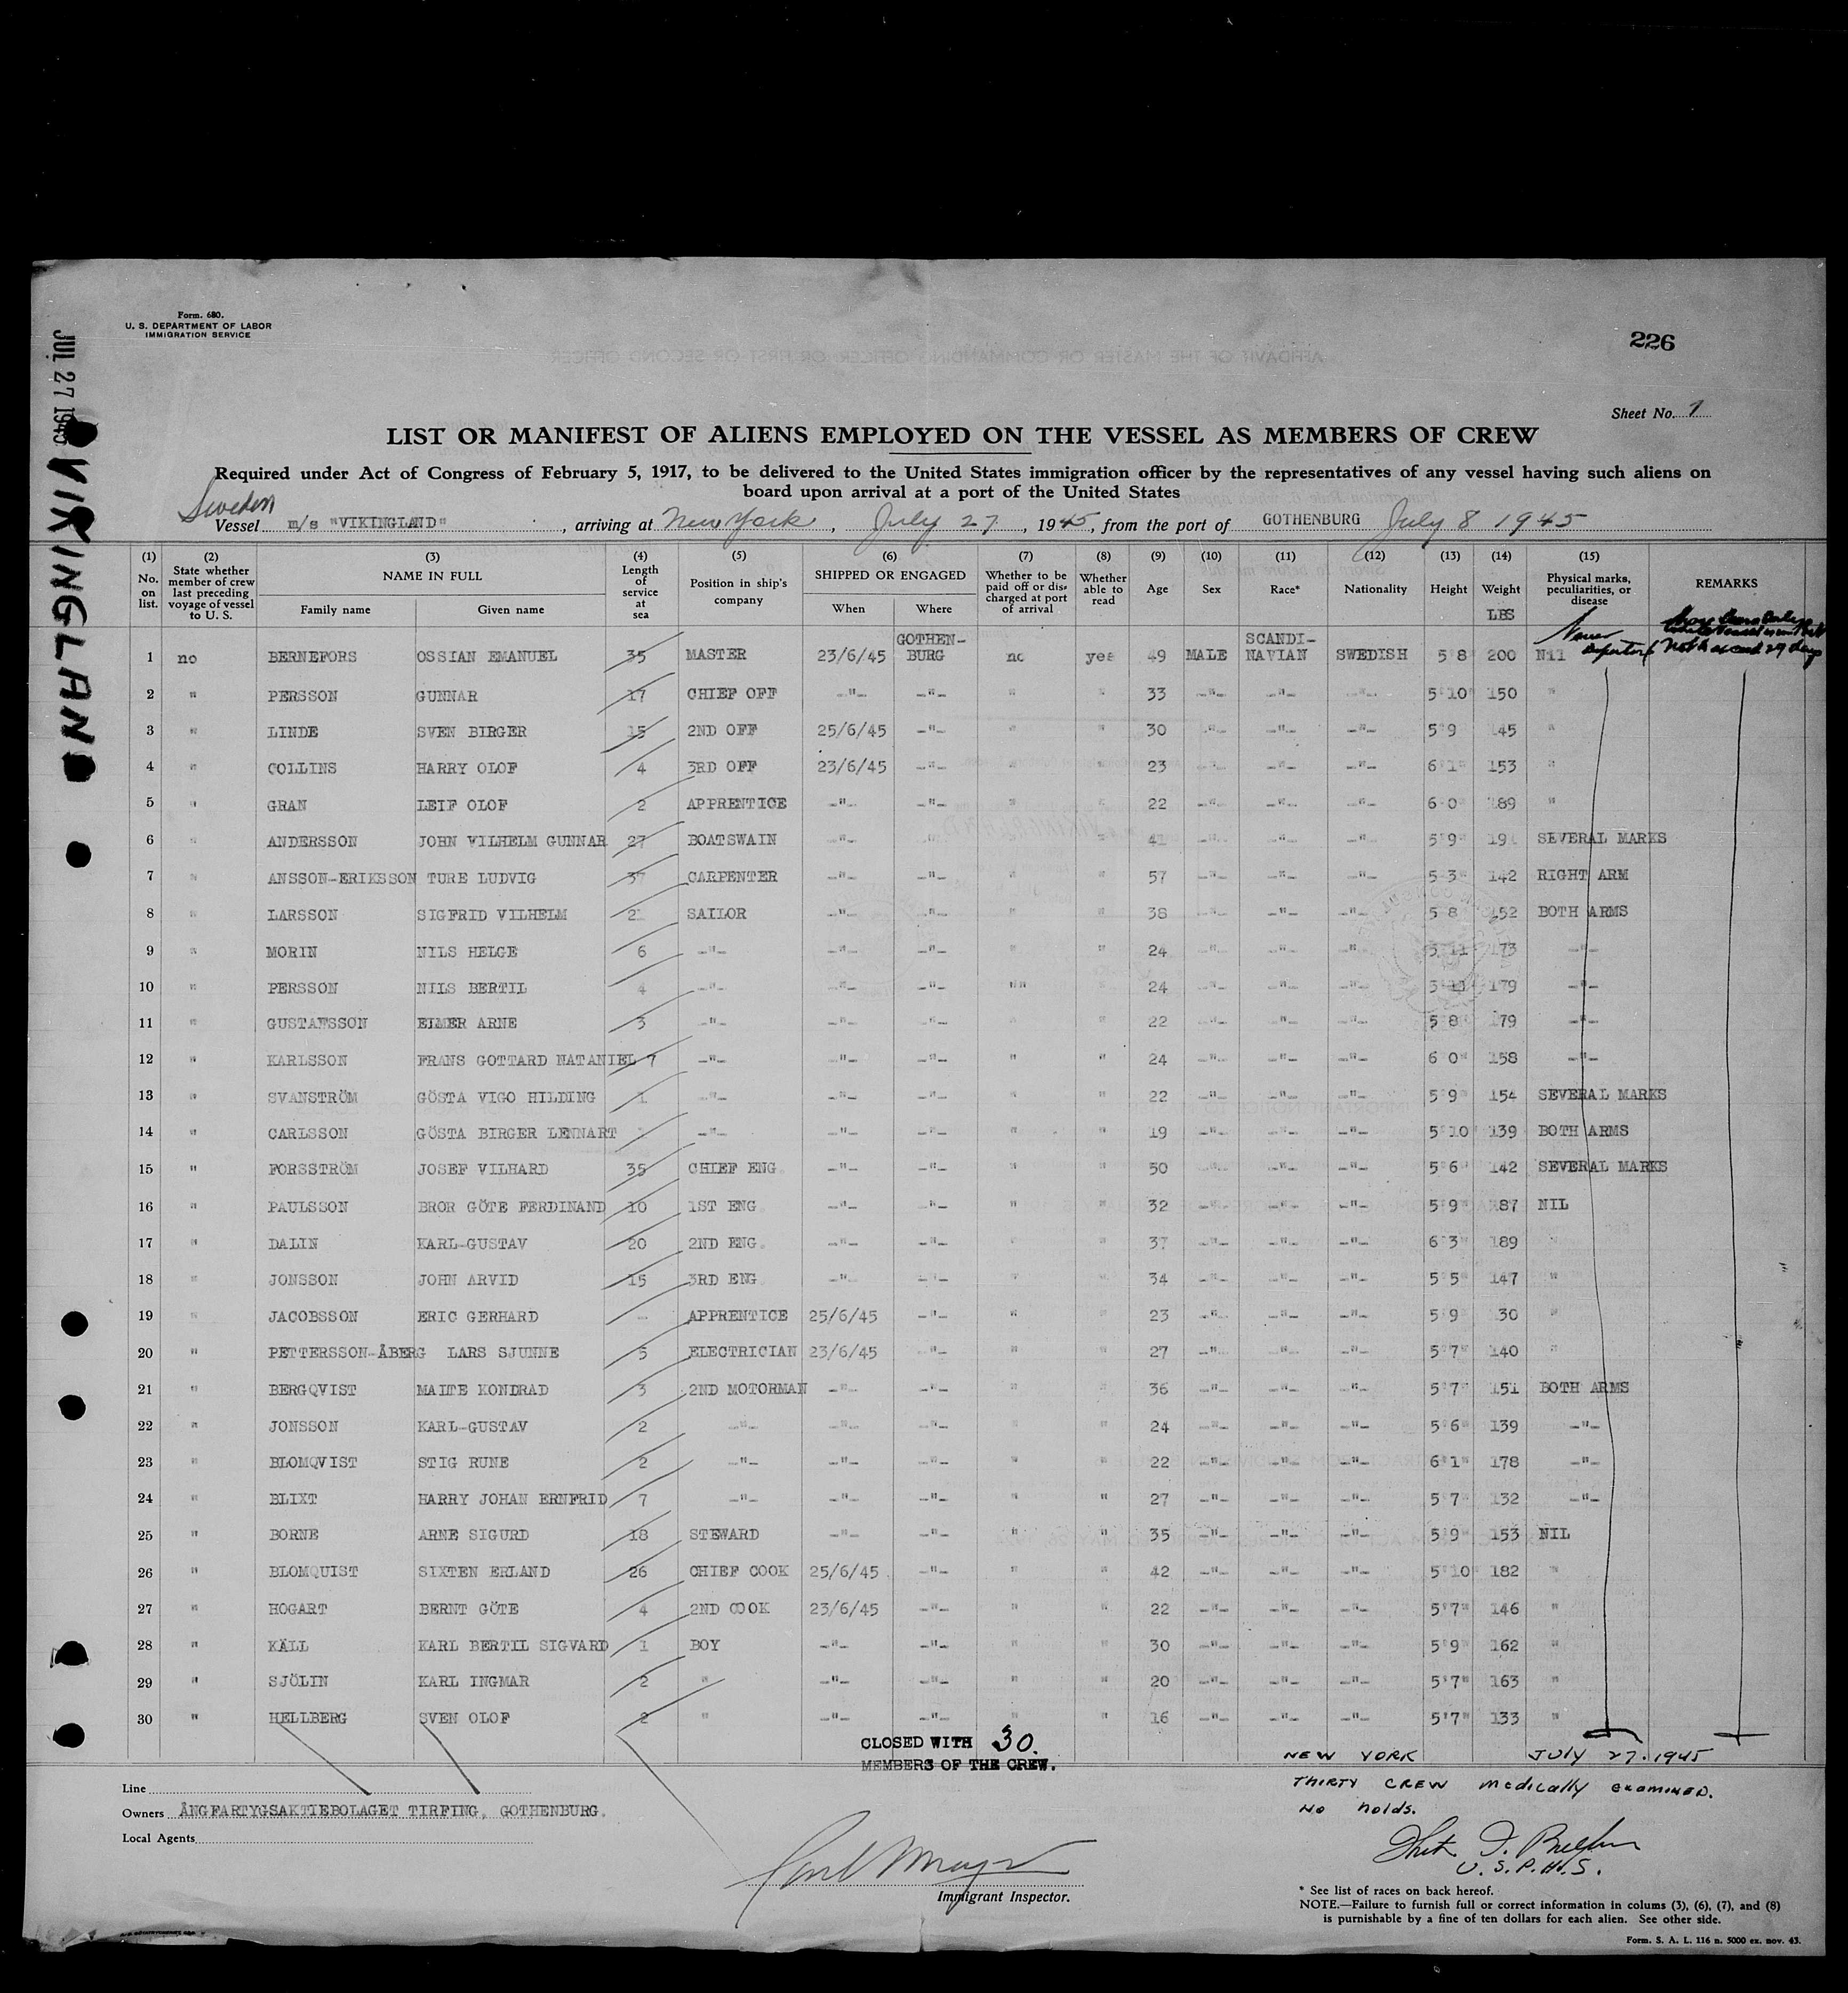 Form. 680.
U. S. DEPARTMENT OF LABOR
IMMIGRATION SERVICE
226
JUL 27 1945
VIKINGLAND
Sheet No. 1
LIST OR MANIFEST OF ALIENS EMPLOYED ON THE VESSEL AS MEMBERS OF CREW
Required under Act of Congress of February 5, 1917, to be delivered to the United States immigration officer by the representatives of any vessel having such aliens on
board upon arrival at a port of the United States
Sweden
Vessel m/s "VIKINGLAND", arriving at New York, July 27, 1945, from the port of GOTHENBURG July 8 1945
(1) (2) (3) (4) (5) (6) (7) (8) (9) (10) (11) (12) (13) (14) (15)
No. on list. State whether member of crew last preceding voyage of vessel to U. S. NAME IN FULL Family name Given name Length of service at sea Position in ship's company SHIPPED OR ENGAGED When Where Whether to be paid off or discharged at port of arrival Whether able to read Age Sex Race* Nationality Height Weight LBS Physical marks, peculiarities, or disease REMARKS
1 no BERNEFORS OSSIAN EMANUEL 35 MASTER 23/6/45 GOTHEN-BURG no yes 49 MALE SCANDI-NAVIAN SWEDISH 5 8 200 Nil
2 " PERSSON GUNNAR 17 CHIEF OFF -"- -"- " " 33 -"- -"- -"- 5'10" 150 "
3 " LINDE SVEN BIRGER 15 2ND OFF 25/6/45 -"- " " 30 -"- -"- -"- 5'9 145 "
4 " COLLINS HARRY OLOF 4 3RD OFF 23/6/45 -"- " " 23 -"- -"- -"- 6'1" 153 "
5 " GRAN LEIF OLOF 2 APPRENTICE -"- -"- " " 22 -"- -"- -"- 6 0" 189 "
6 " ANDERSSON JOHN VILHELM GUNNAR 27 BOATSWAIN -"- -"- " " 41 -"- -"- -"- 5'9" SEVERAL MARKS
7 " ANSSON-ERIKSSON TURE LUDVIG 37 CARPENTER -"- -"- " " 57 -"- -"- -"- 5 3" 142 RIGHT ARM
8 " LARSSON SIGFRID VILHELM SAILOR -"- -"- " " 38 -"- -"- -"- 5 8 152 BOTH ARMS
9 " MORIN NILS HELGE 6 -"- -"- -"- " " 24 -"- -"- -"- 5 11 173 -"-
10 " PERSSON NILS BERTIL 4 -"- -"- -"- "" " 24 -"- -"- -"- 5 11 179 -"-
11 " GUSTAFSSON EIMER ARNE 3 -"- -"- -"- " " 22 -"- -"- -"- 5 8 179 -"-
12 " KARLSSON FRANS GOTTARD NATANIEL 7 -"- -"- -"- " " 24 -"- -"- -"- 6 0" 158 -"-
13 " SVANSTRÖM GÖSTA VIGO HILDING 1 -"- -"- -"- " " 22 -"- -"- -"- 5'9" 154 SEVERAL MARKS
14 " CARLSSON GÖSTA BIRGER LENNART -"- -"- -"- " " 19 -"- -"- -"- 5'10" 139 BOTH ARMS
15 " FORSSTRÖM JOSEF VILHARD 35 CHIEF ENG. -"- -"- " " 50 -"- -"- -"- 5'6" 142 SEVERAL MARKS
16 " PAULSSON BROR GÖTE FERDINAND 10 1ST ENG. -"- -"- " " 32 -"- -"- -"- 5'9" 187 NIL
17 " DALIN KARL-GUSTAV 20 2ND ENG. -"- -"- " " 37 -"- -"- -"- 6'3" 189 "
18 " JONSSON JOHN ARVID 15 3RD ENG. -"- -"- " " 34 -"- -"- -"- 5'5" 147 "
19 " JACOBSSON ERIC GERHARD - APPRENTICE 25/6/45 -"- " " 23 -"- -"- -"- 5'9" "
20 " PETTERSSON-ÅBERG LARS SJUNNE 5 ELECTRICIAN 23/6/45 -"- " " 27 -"- -"- -"- 5'7" 140 "
21 " BERGQVIST MAITE KONDRAD 3 2ND MOTORMAN -"- -"- " " 36 -"- -"- -"- 5'7" 151 BOTH ARMS
22 " JONSSON KARL-GUSTAV 2 -"- -"- -"- " " 24 -"- -"- -"- 5'6" 139 -"-
23 " BLOMQVIST STIG RUNE 2 -"- -"- -"- " " 22 -"- -"- -"- 6'1" 178 -"-
24 " BLIXT HARRY JOHAN ERNFRID 7 -"- -"- -"- " " 27 -"- -"- -"- 5'7" 132 -"-
25 " BORNE ARNE SIGURD 18 STEWARD -"- -"- " " 35 -"- -"- -"- 5'9" 153 NIL
26 " BLOMQUIST SIXTEN ERLAND 26 CHIEF COOK 25/6/45 -"- " " 42 -"- -"- -"- 5'10" 182 "
27 " HOGART BERNT GÖTE 4 2ND COOK 23/6/45 -"- " " 22 -"- -"- -"- 5'7" 146 "
28 " KÄLL KARL BERTIL SIGVARD 1 BOY -"- -"- " " 30 -"- -"- -"- 5'9" 162 "
29 " SJÖLIN KARL INGMAR 2 " -"- -"- " " 20 -"- -"- -"- 5'7" 163 "
30 " HELLBERG SVEN OLOF 2 " -"- -"- " " 16 -"- -"- -"- 5'7" 133 "
CLOSED WITH 30.
MEMBERS OF THE CREW.
NEW YORK JULY 27. 1945
THIRTY CREW medically examined.
No holds.
Line
Owners ÅNGFARTYGSAKTIEBOLAGET TIRFING, GOTHENBURG.
Local Agents
U. S. P. H. S.
Immigrant Inspector.
* See list of races on back hereof.
NOTE.—Failure to furnish full or correct information in colums (3), (6), (7), and (8)
is purnishable by a fine of ten dollars for each alien. See other side.
Form. S. A. L. 116 n. 5000 ex. nov. 43.